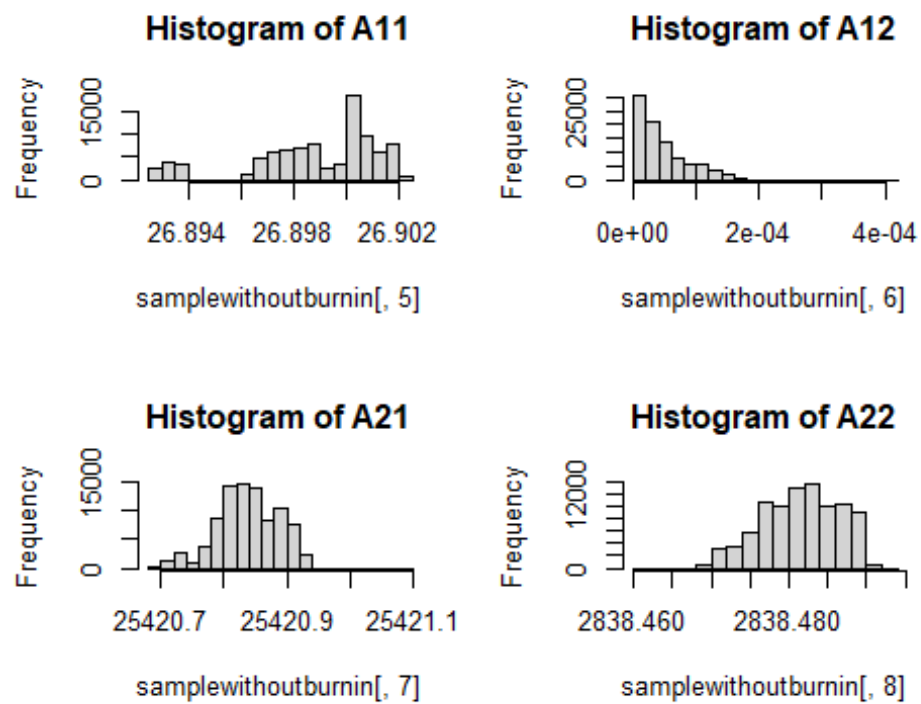 Histogram of A11
Frequency
0 15000
26.894 26.898 26.902
samplewithoutburnin[, 5]
Histogram of A12
Frequency
0 25000
0e+00 2e-04 4e-04
samplewithoutburnin[, 6]
Histogram of A21
Frequency
0 15000
25420.7 25420.9 25421.1
samplewithoutburnin[, 7]
Histogram of A22
Frequency
0 12000
2838.460 2838.480
samplewithoutburnin[, 8]